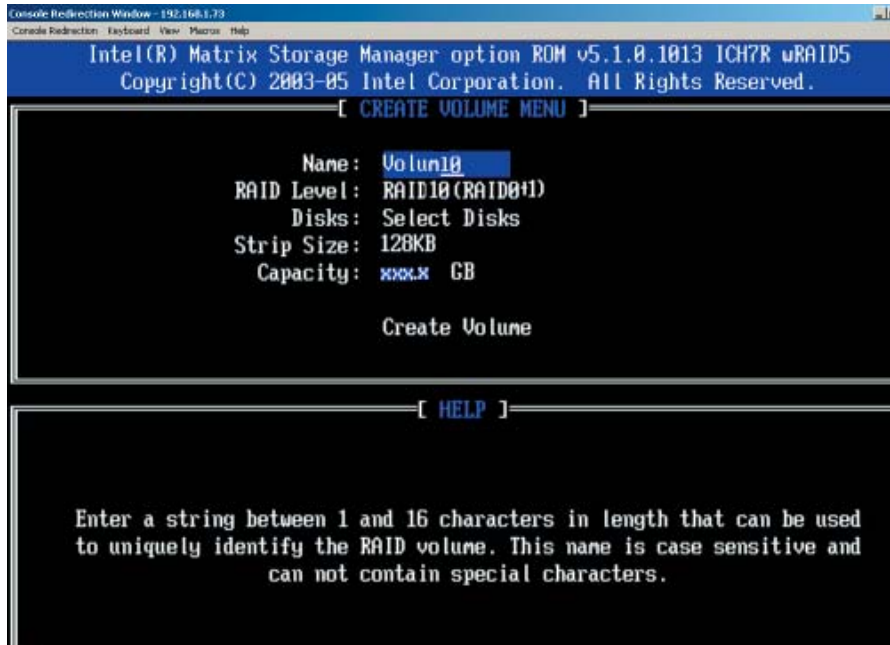 Console Redirection Window - 192.168.1.73
Console Redirection Keyboard View Macros Help
Intel(R) Matrix Storage Manager option ROM v5.1.0.1013 ICH7R wRAID5
Copyright(C) 2003-05 Intel Corporation. All Rights Reserved.
[ CREATE VOLUME MENU ]
Name: Volum10
RAID Level: RAID10(RAID0+1)
Disks: Select Disks
Strip Size: 128KB
Capacity: xxx.x GB
Create Volume
[ HELP ]
Enter a string between 1 and 16 characters in length that can be used
to uniquely identify the RAID volume. This name is case sensitive and
can not contain special characters.